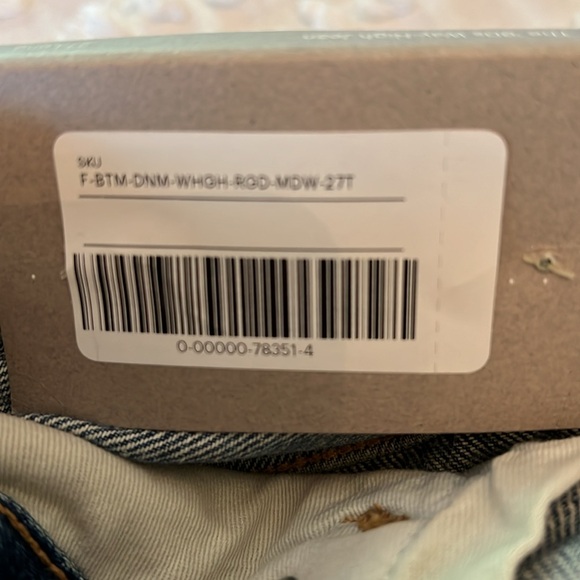 SKU
F-BTM-DNM-WHGH-RGD-MDW-27T
0-00000-78351-4